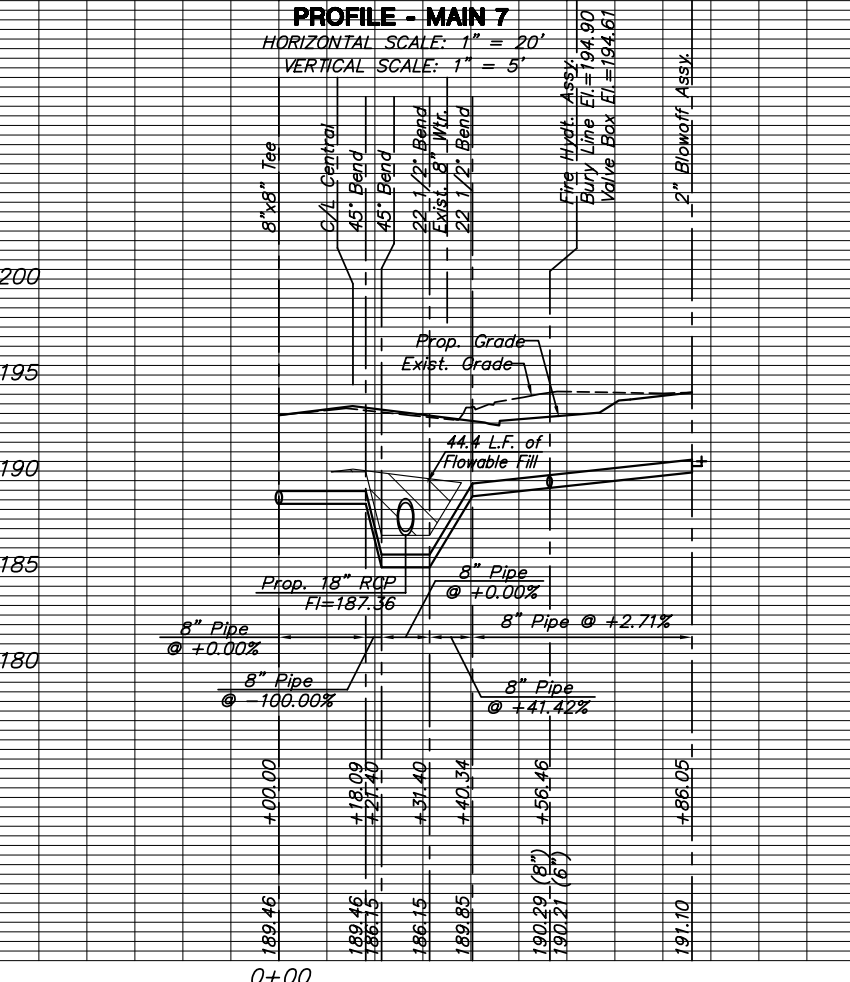 PROFILE - MAIN 7
HORIZONTAL SCALE: 1" = 20'
VERTICAL SCALE: 1" = 5'
8"x8" Tee
C/L Central
45° Bend
45° Bend
22 1/2° Bend
Exist. 8" Wtr.
22 1/2° Bend
Fire Hydt. Assy.
Bury Line El.=194.90
Valve Box El.=194.61
2" Blowoff Assy.
200
195
190
185
180
Prop. Grade
Exist. Grade
44.4 L.F. of
Flowable Fill
Prop. 18" RCP
Fl=187.36
8" Pipe
@ +0.00%
8" Pipe
@ +0.00%
8" Pipe @ +2.71%
8" Pipe
@ -100.00%
8" Pipe
@ +41.42%
+00.00
+18.09
+21.40
+31.40
+40.34
+56.46
+86.05
189.46
189.46
186.15
186.15
189.85
190.29 (8")
190.21 (6")
191.10
0+00